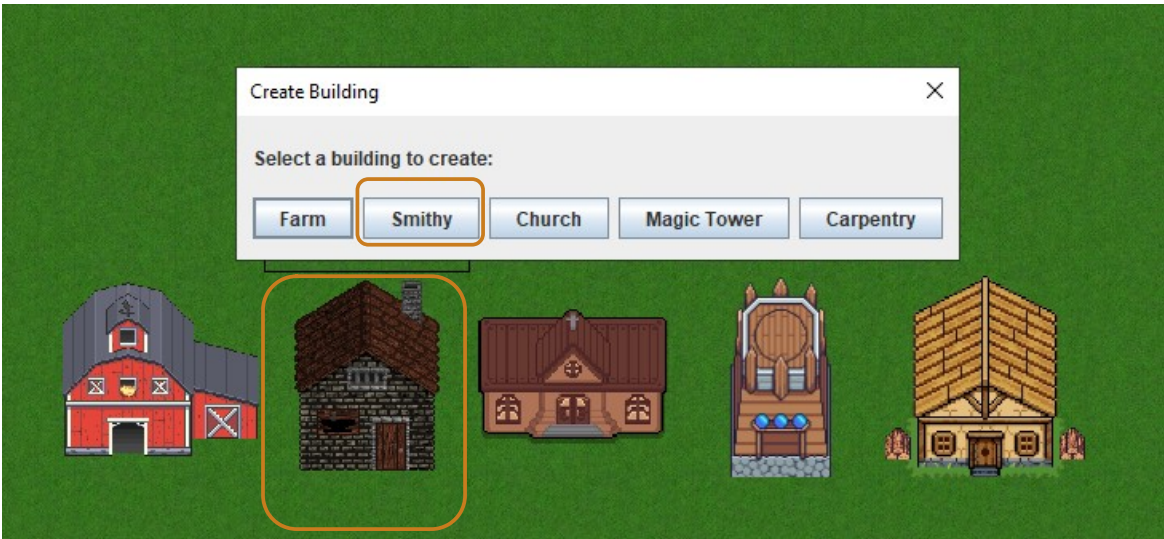 Create Building
Select a building to create:
Farm Smithy Church Magic Tower Carpentry